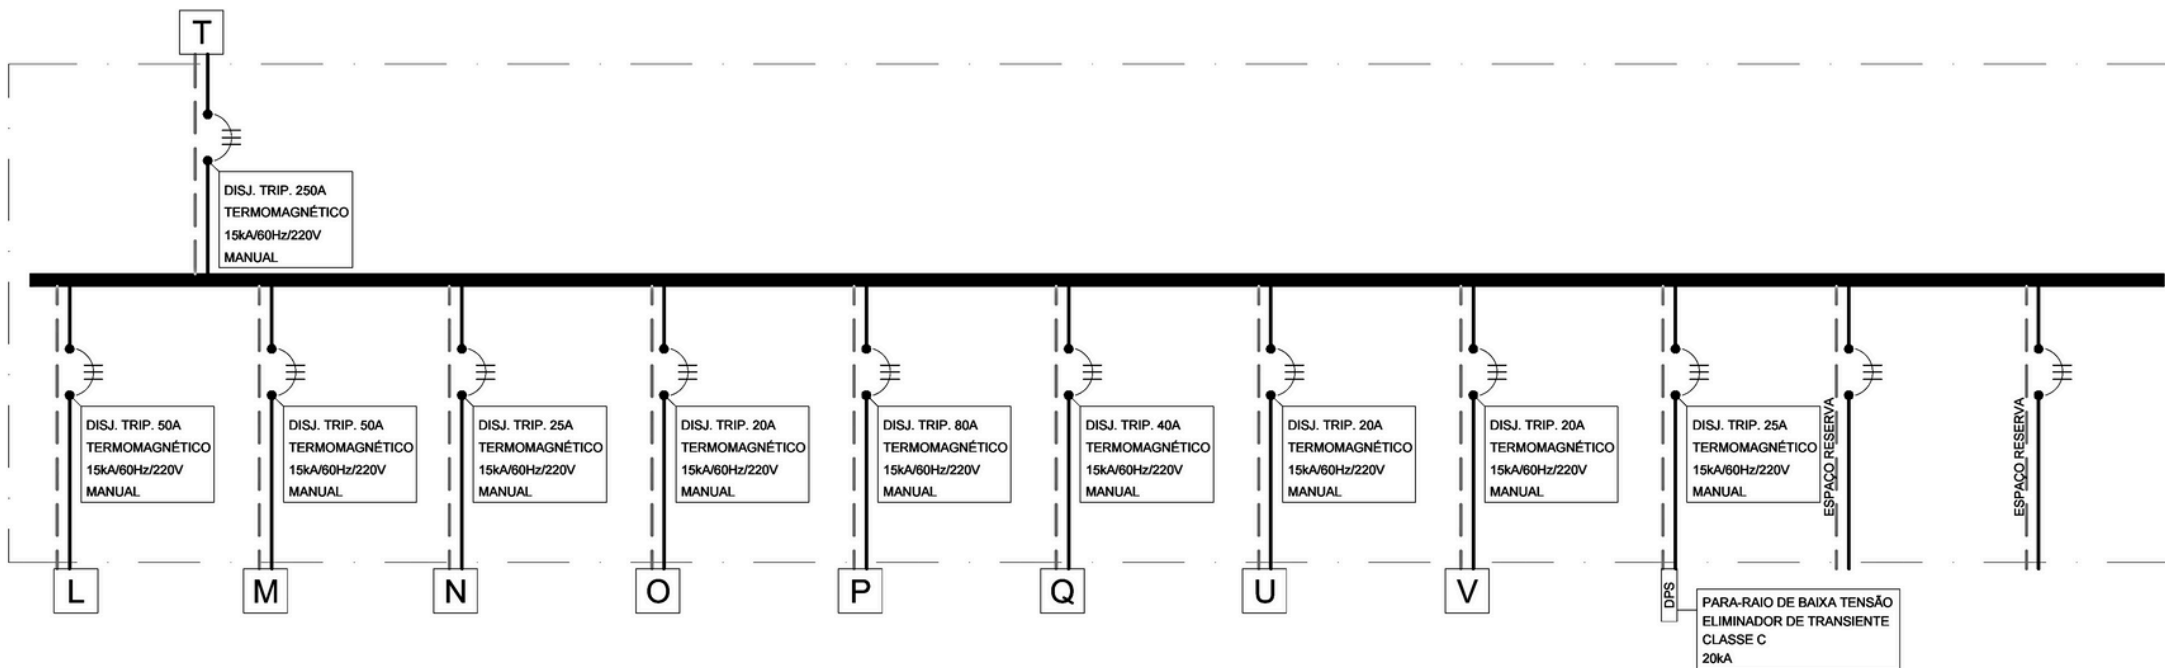 T
DISJ. TRIP. 250A
TERMOMAGNÉTICO
15kA/60Hz/220V
MANUAL
DISJ. TRIP. 50A
TERMOMAGNÉTICO
15kA/60Hz/220V
MANUAL
DISJ. TRIP. 50A
TERMOMAGNÉTICO
15kA/60Hz/220V
MANUAL
DISJ. TRIP. 25A
TERMOMAGNÉTICO
15kA/60Hz/220V
MANUAL
DISJ. TRIP. 20A
TERMOMAGNÉTICO
15kA/60Hz/220V
MANUAL
DISJ. TRIP. 80A
TERMOMAGNÉTICO
15kA/60Hz/220V
MANUAL
DISJ. TRIP. 40A
TERMOMAGNÉTICO
15kA/60Hz/220V
MANUAL
DISJ. TRIP. 20A
TERMOMAGNÉTICO
15kA/60Hz/220V
MANUAL
DISJ. TRIP. 20A
TERMOMAGNÉTICO
15kA/60Hz/220V
MANUAL
DISJ. TRIP. 25A
TERMOMAGNÉTICO
15kA/60Hz/220V
MANUAL
ESPAÇO RESERVA
ESPAÇO RESERVA
L
M
N
O
P
Q
U
V
DPS
PARA-RAIO DE BAIXA TENSÃO
ELIMINADOR DE TRANSIENTE
CLASSE C
20kA